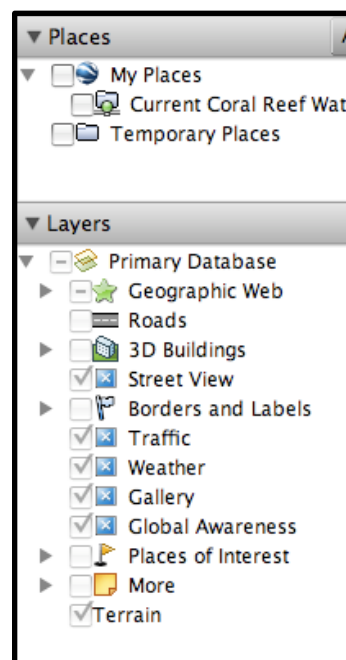 Places
My Places
Current Coral Reef Wat
Temporary Places
Layers
Primary Database
Geographic Web
Roads
3D Buildings
Street View
Borders and Labels
Traffic
Weather
Gallery
Global Awareness
Places of Interest
More
Terrain